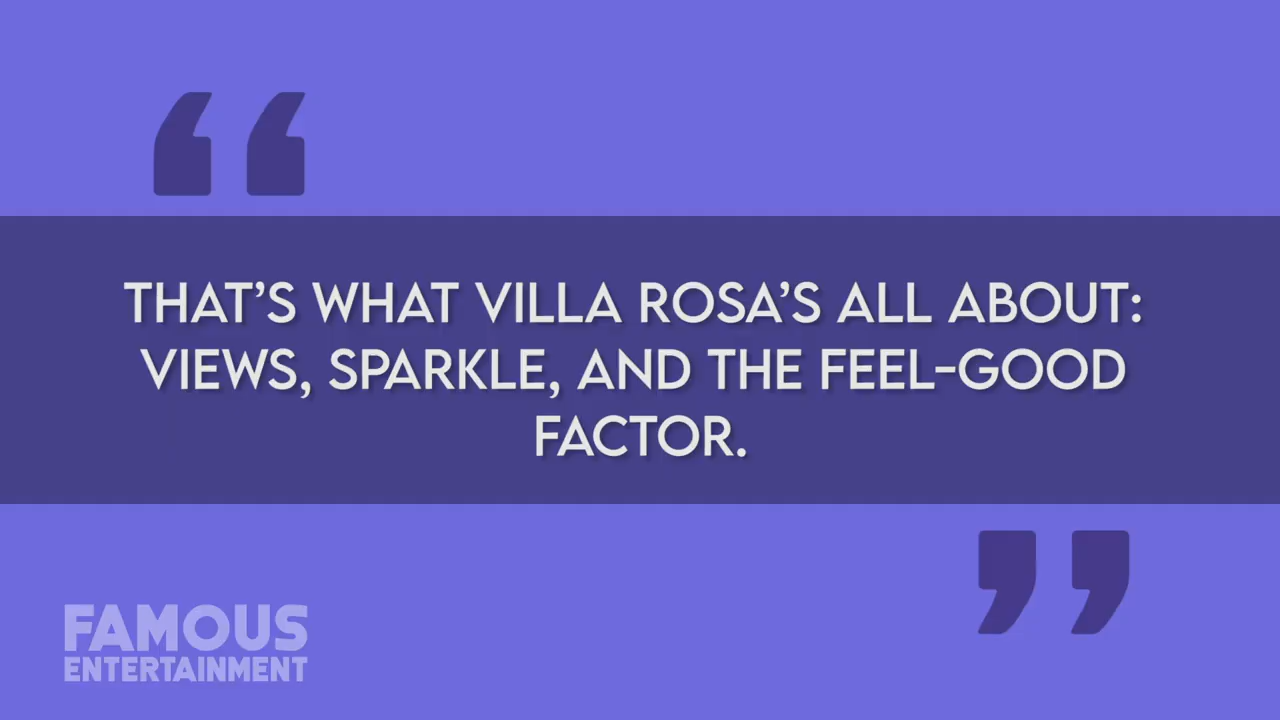 “
THAT’S WHAT VILLA ROSA’S ALL ABOUT:
VIEWS, SPARKLE, AND THE FEEL-GOOD
FACTOR.
”
FAMOUS
ENTERTAINMENT